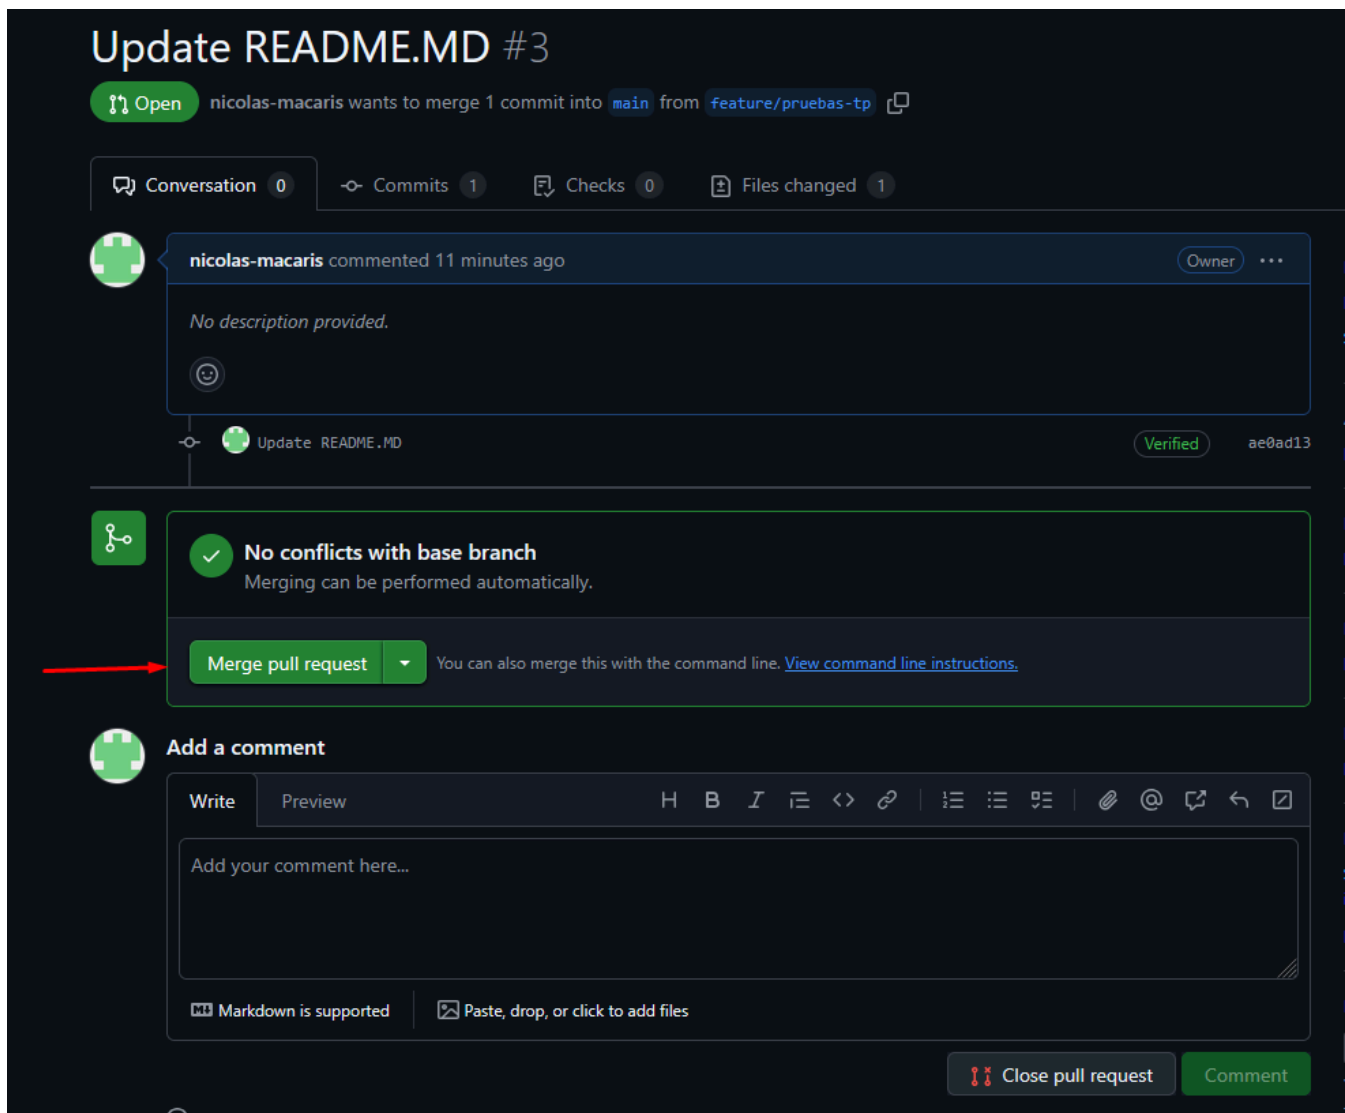 Update README.MD #3
Open nicolas-macaris wants to merge 1 commit into main from feature/pruebas-tp
Conversation 0 Commits 1 Checks 0 Files changed 1
nicolas-macaris commented 11 minutes ago Owner
No description provided.
Update README.MD Verified ae0ad13
No conflicts with base branch
Merging can be performed automatically.
Merge pull request You can also merge this with the command line. View command line instructions.
Add a comment
Write Preview
Add your comment here...
Markdown is supported Paste, drop, or click to add files
Close pull request Comment